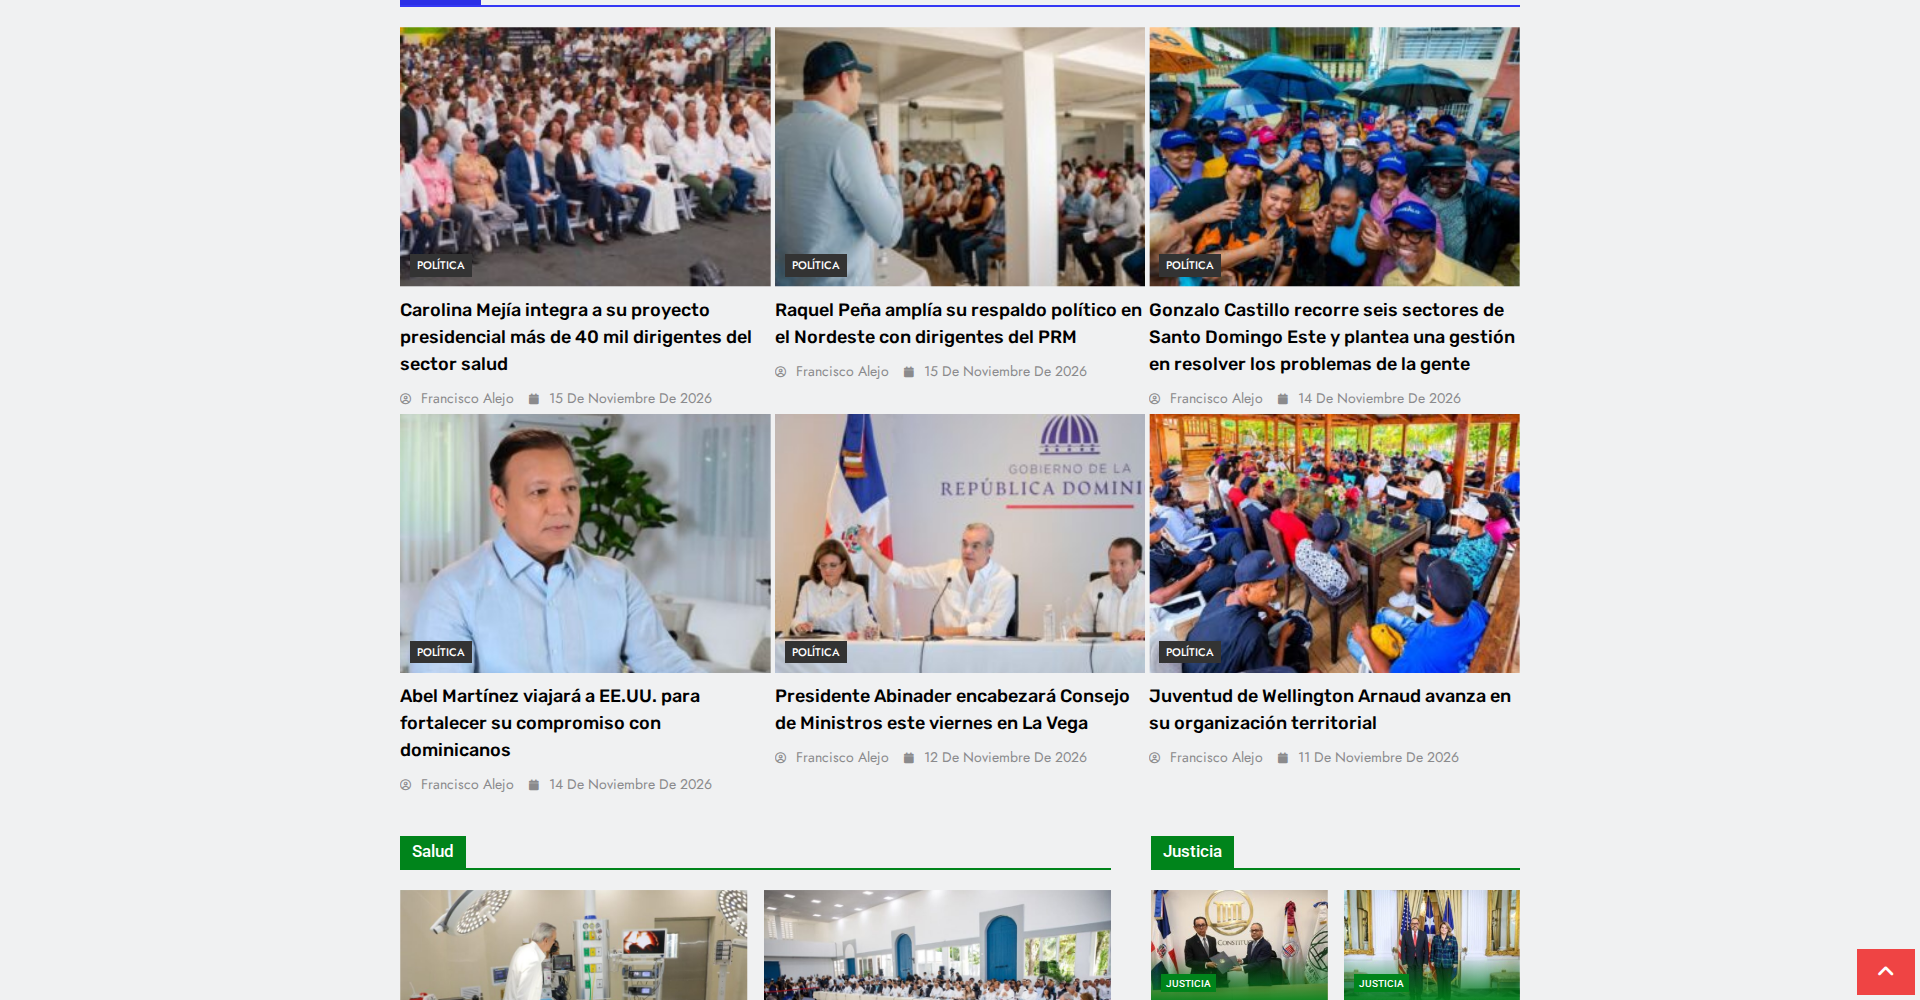 POLÍTICA
Carolina Mejía integra a su proyecto
presidencial más de 40 mil dirigentes del
sector salud
Francisco Alejo 15 De Noviembre De 2026
POLÍTICA
Raquel Peña amplía su respaldo político en
el Nordeste con dirigentes del PRM
Francisco Alejo 15 De Noviembre De 2026
POLÍTICA
Gonzalo Castillo recorre seis sectores de
Santo Domingo Este y plantea una gestión
en resolver los problemas de la gente
Francisco Alejo 14 De Noviembre De 2026
POLÍTICA
Abel Martínez viajará a EE.UU. para
fortalecer su compromiso con
dominicanos
Francisco Alejo 14 De Noviembre De 2026
GOBIERNO DE LA
REPÚBLICA DOMINI
POLÍTICA
Presidente Abinader encabezará Consejo
de Ministros este viernes en La Vega
Francisco Alejo 12 De Noviembre De 2026
POLÍTICA
Juventud de Wellington Arnaud avanza en
su organización territorial
Francisco Alejo 11 De Noviembre De 2026
Salud
Justicia
JUSTICIA
JUSTICIA